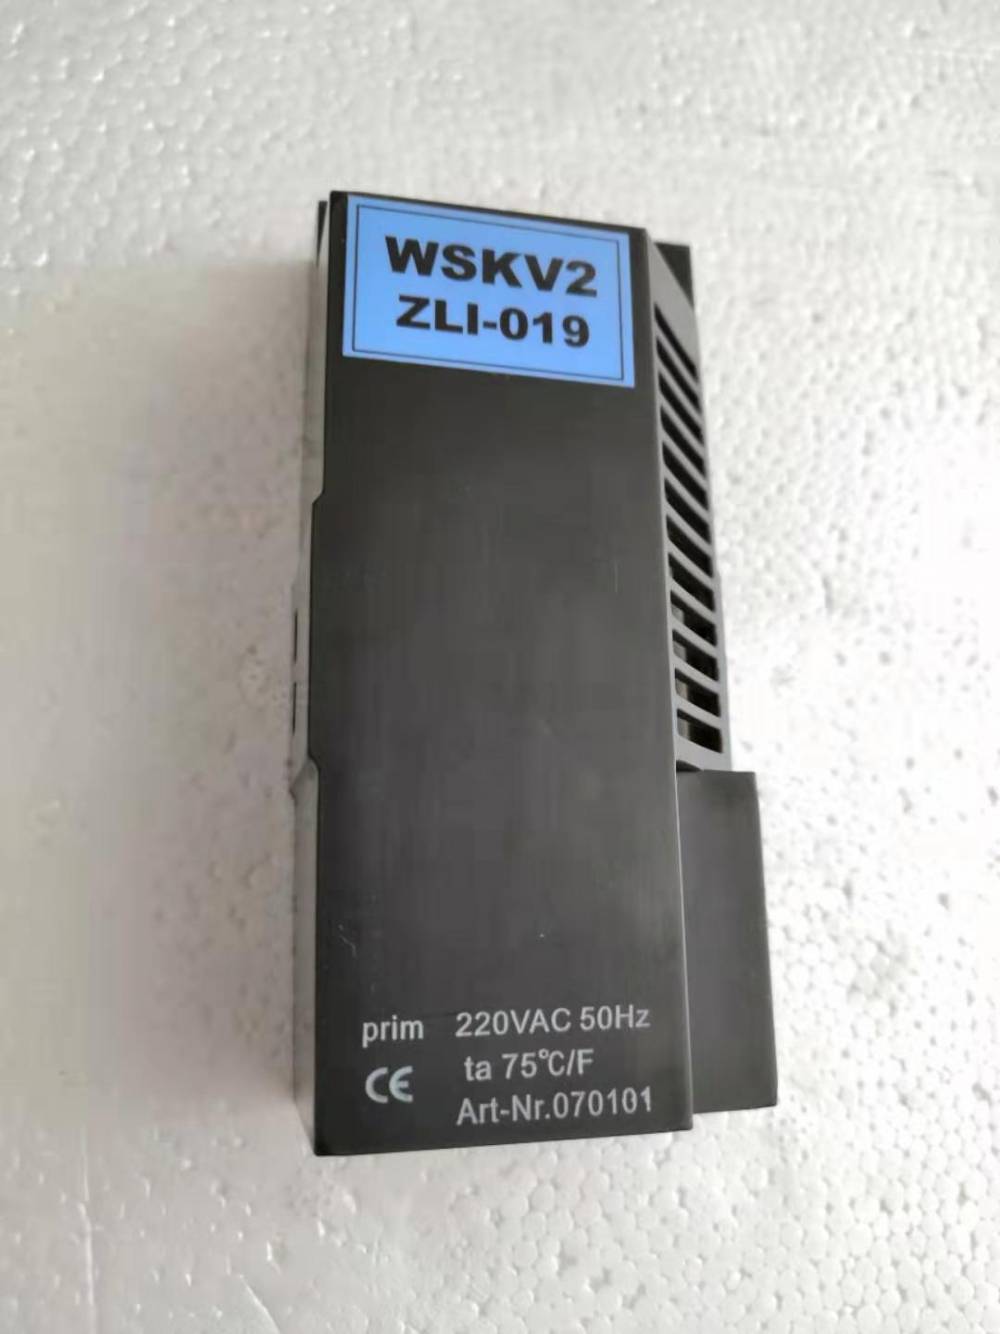 WSKV2
ZLI-019
prim 220VAC 50Hz
CE ta 75℃/F
Art-Nr.070101